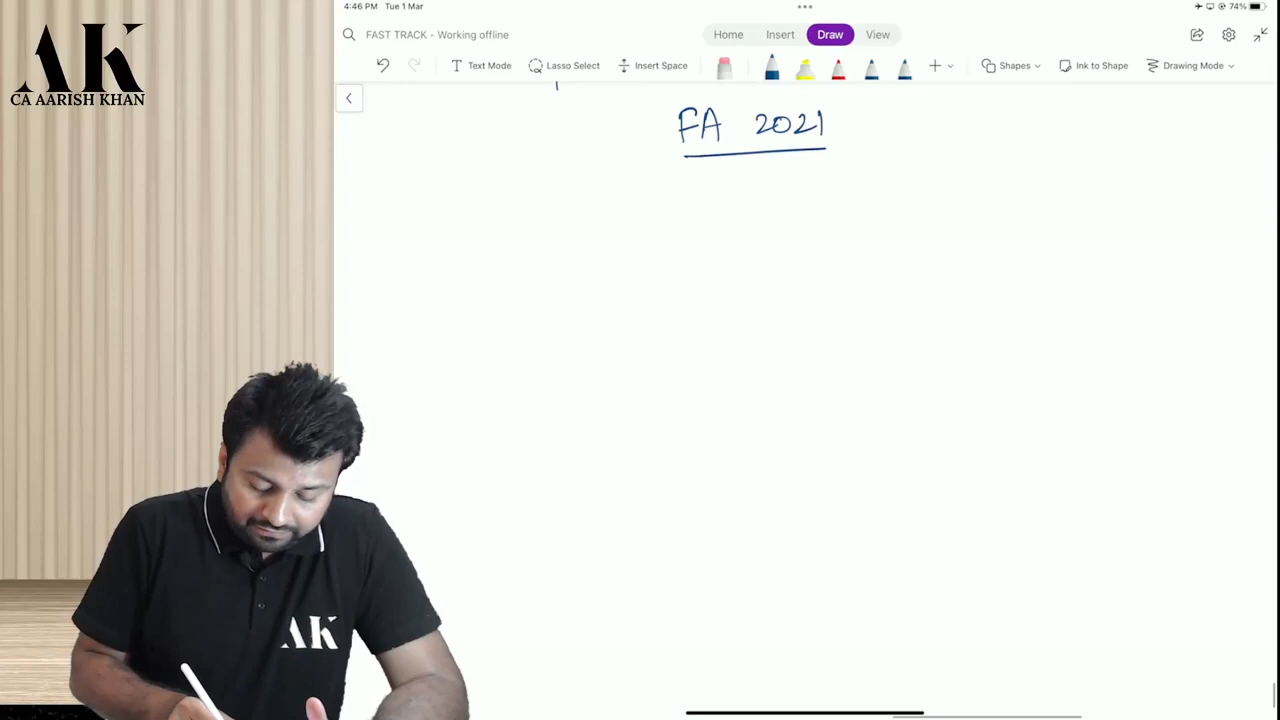 4:46 PM Tue 1 Mar
74%
AK
CA AARISH KHAN
FAST TRACK - Working offline
Home Insert Draw View
Text Mode Lasso Select Insert Space Shapes Ink to Shape Drawing Mode
FA 2021
AK